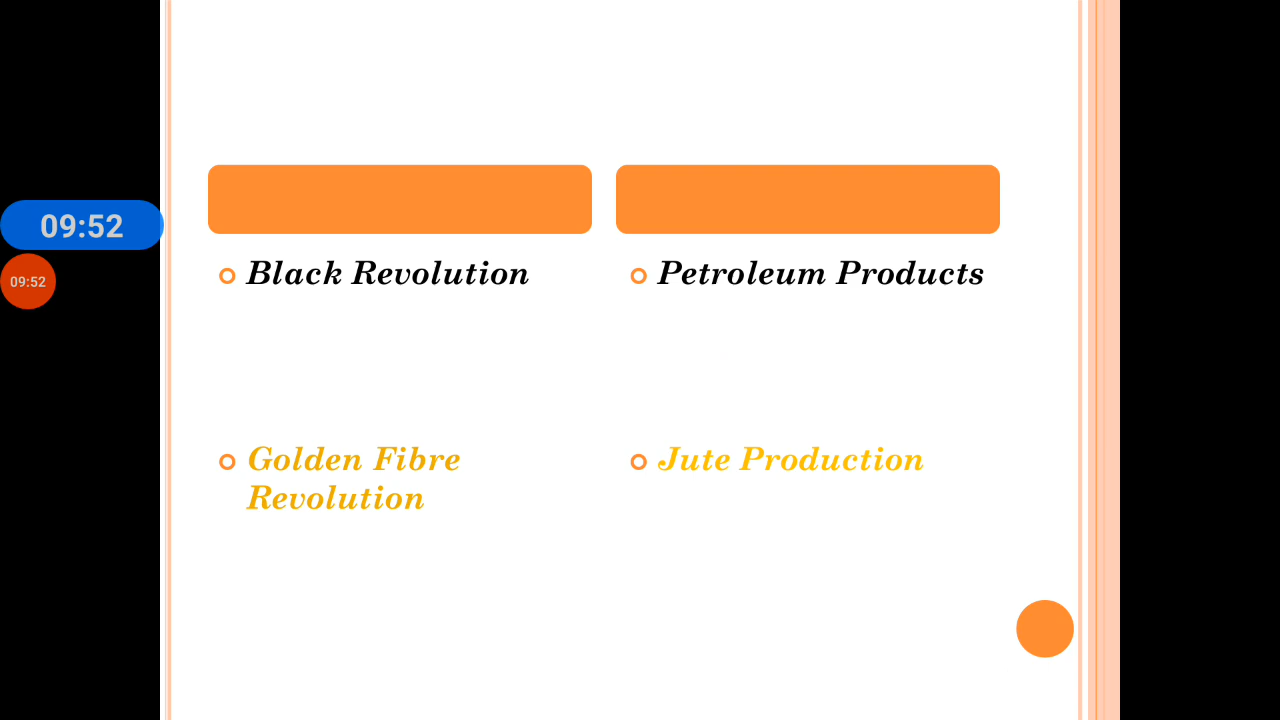 09:52
09:52
Black Revolution
Petroleum Products
Golden Fibre
Revolution
Jute Production